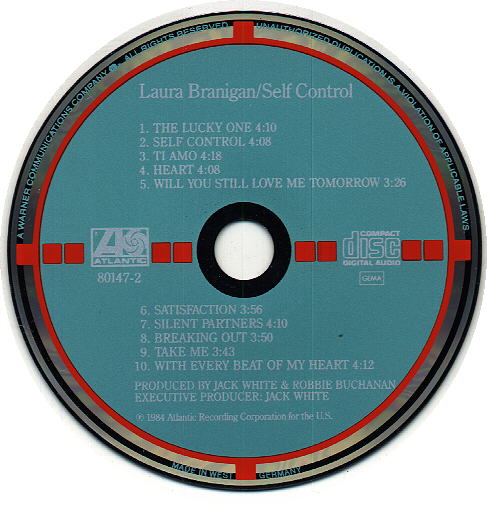 A WARNER COMMUNICATIONS COMPANY ALL RIGHTS RESERVED
UNAUTHORIZED DUPLICATION IS A VIOLATION OF APPLICABLE LAWS
Laura Branigan/Self Control
1. THE LUCKY ONE 4:10
2. SELF CONTROL 4:08
3. TI AMO 4:18
4. HEART 4:08
5. WILL YOU STILL LOVE ME TOMORROW 3:26
ATLANTIC
80147-2
COMPACT
disc
DIGITAL AUDIO
GEMA
6. SATISFACTION 3:56
7. SILENT PARTNERS 4:10
8. BREAKING OUT 3:50
9. TAKE ME 3:43
10. WITH EVERY BEAT OF MY HEART 4:12
PRODUCED BY JACK WHITE & ROBBIE BUCHANAN
EXECUTIVE PRODUCER: JACK WHITE
℗ 1984 Atlantic Recording Corporation for the U.S.
MADE IN WEST GERMANY